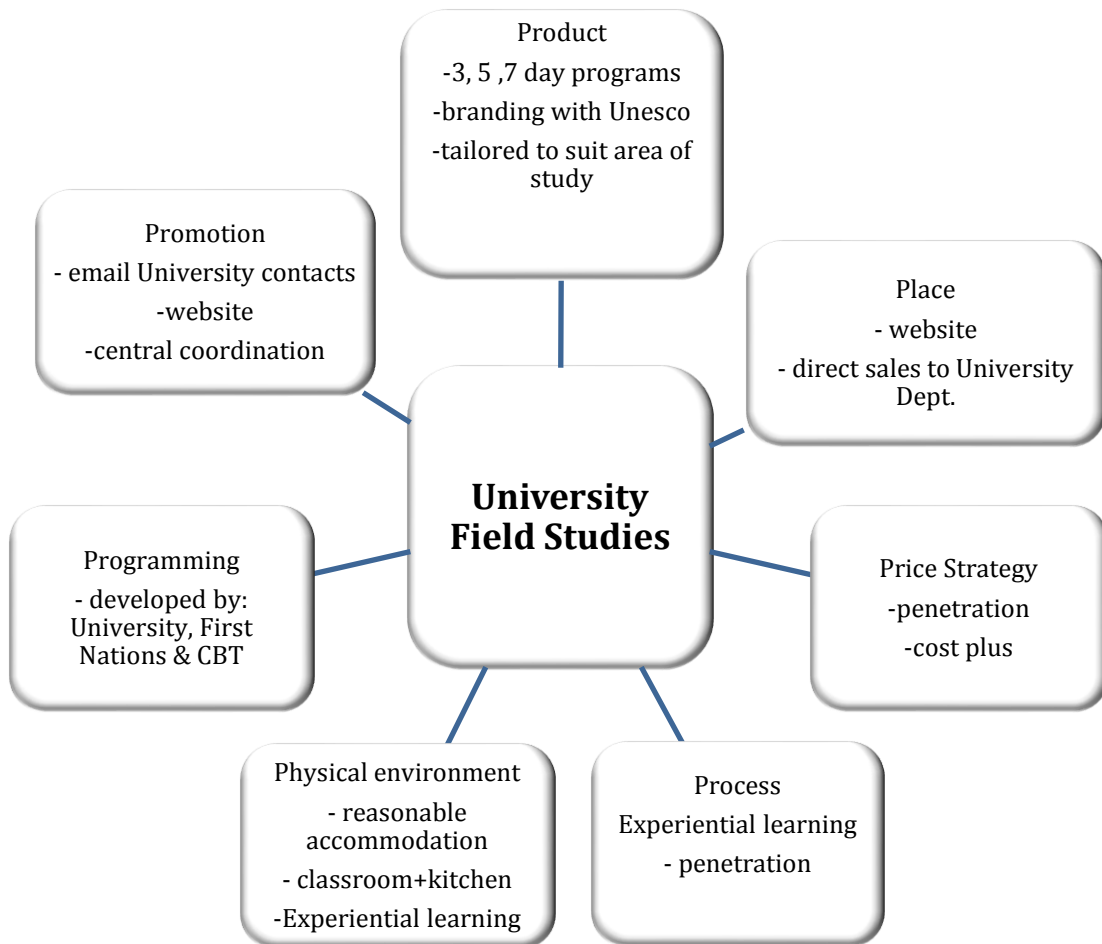 Product
-3, 5 ,7 day programs
-branding with Unesco
-tailored to suit area of
study
Promotion
- email University contacts
-website
-central coordination
Place
- website
- direct sales to University
Dept.
University
Field Studies
Programming
- developed by:
University, First
Nations & CBT
Price Strategy
-penetration
-cost plus
Physical environment
- reasonable
accommodation
- classroom+kitchen
-Experiential learning
Process
Experiential learning
- penetration